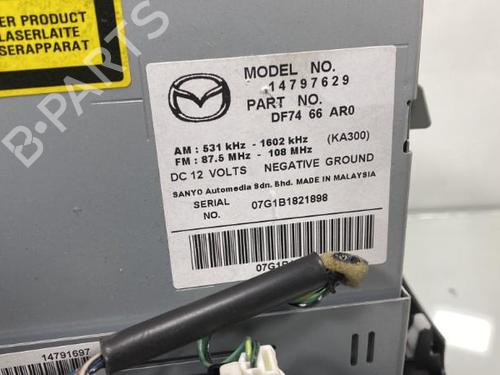 ER PRODUCT
LASERLAITE
SERAPPARAT
MODEL NO.
14797629
PART NO.
DF74 66 AR0
AM : 531 kHz - 1602 kHz (KA300)
FM : 87.5 MHz - 108 MHz
DC 12 VOLTS NEGATIVE GROUND
SANYO Automedia Sdn. Bhd. MADE IN MALAYSIA
SERIAL
NO. 07G1B1821898
14791697
B-PARTS